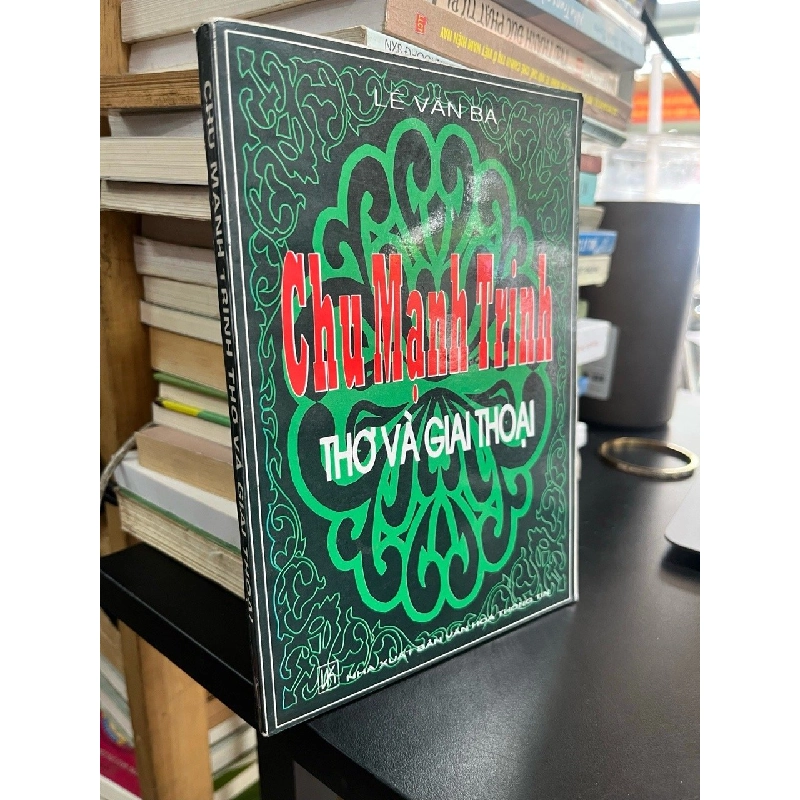 LÊ VĂN BA
Chu Mạnh Trinh
THƠ VÀ GIAI THOẠI
NHÀ XUẤT BẢN VĂN HÓA THÔNG TIN
CHU MẠNH TRINH THƠ VÀ GIAI THOẠI